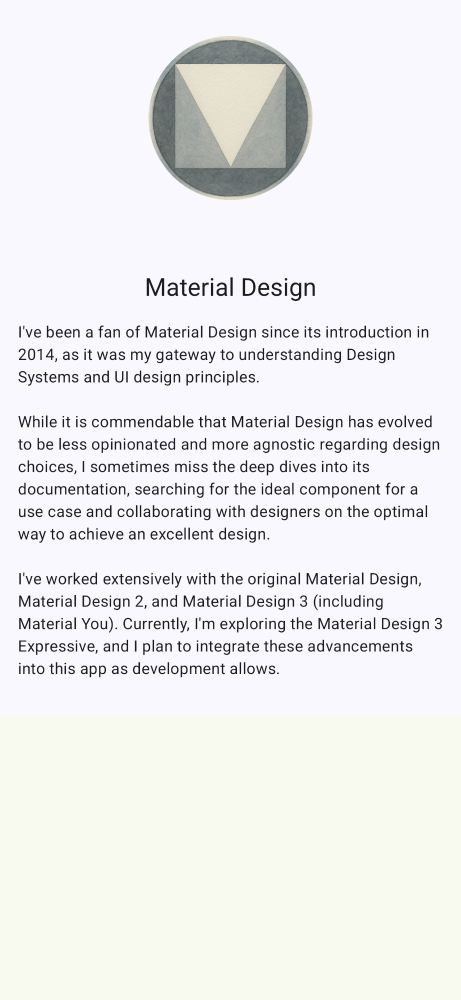 Material Design
I've been a fan of Material Design since its introduction in
2014, as it was my gateway to understanding Design
Systems and UI design principles.
While it is commendable that Material Design has evolved
to be less opinionated and more agnostic regarding design
choices, I sometimes miss the deep dives into its
documentation, searching for the ideal component for a
use case and collaborating with designers on the optimal
way to achieve an excellent design.
I've worked extensively with the original Material Design,
Material Design 2, and Material Design 3 (including
Material You). Currently, I'm exploring the Material Design 3
Expressive, and I plan to integrate these advancements
into this app as development allows.